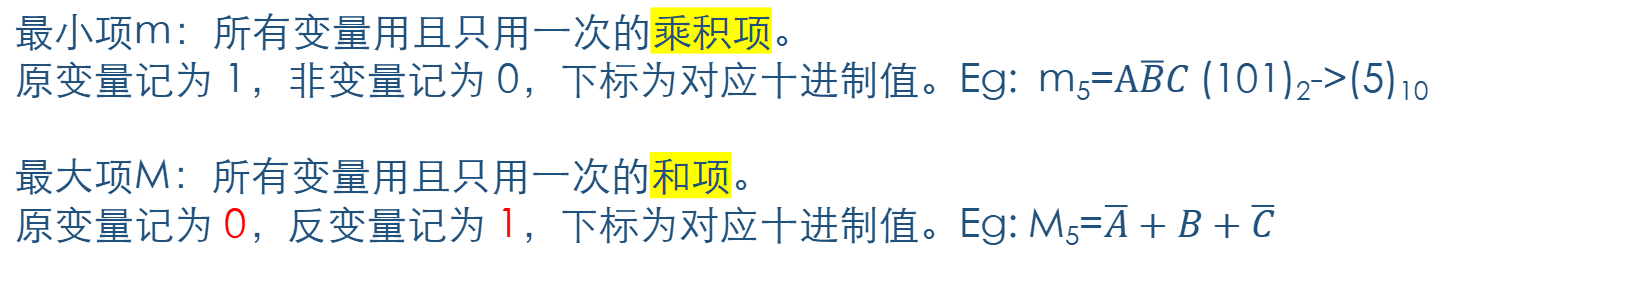 最小项m：所有变量用且只用一次的乘积项。
原变量记为 1，非变量记为 0，下标为对应十进制值。Eg: m₅=AB̅C (101)₂->(5)₁₀
最大项M：所有变量用且只用一次的和项。
原变量记为 0，反变量记为 1，下标为对应十进制值。Eg: M₅=A̅ + B + C̅